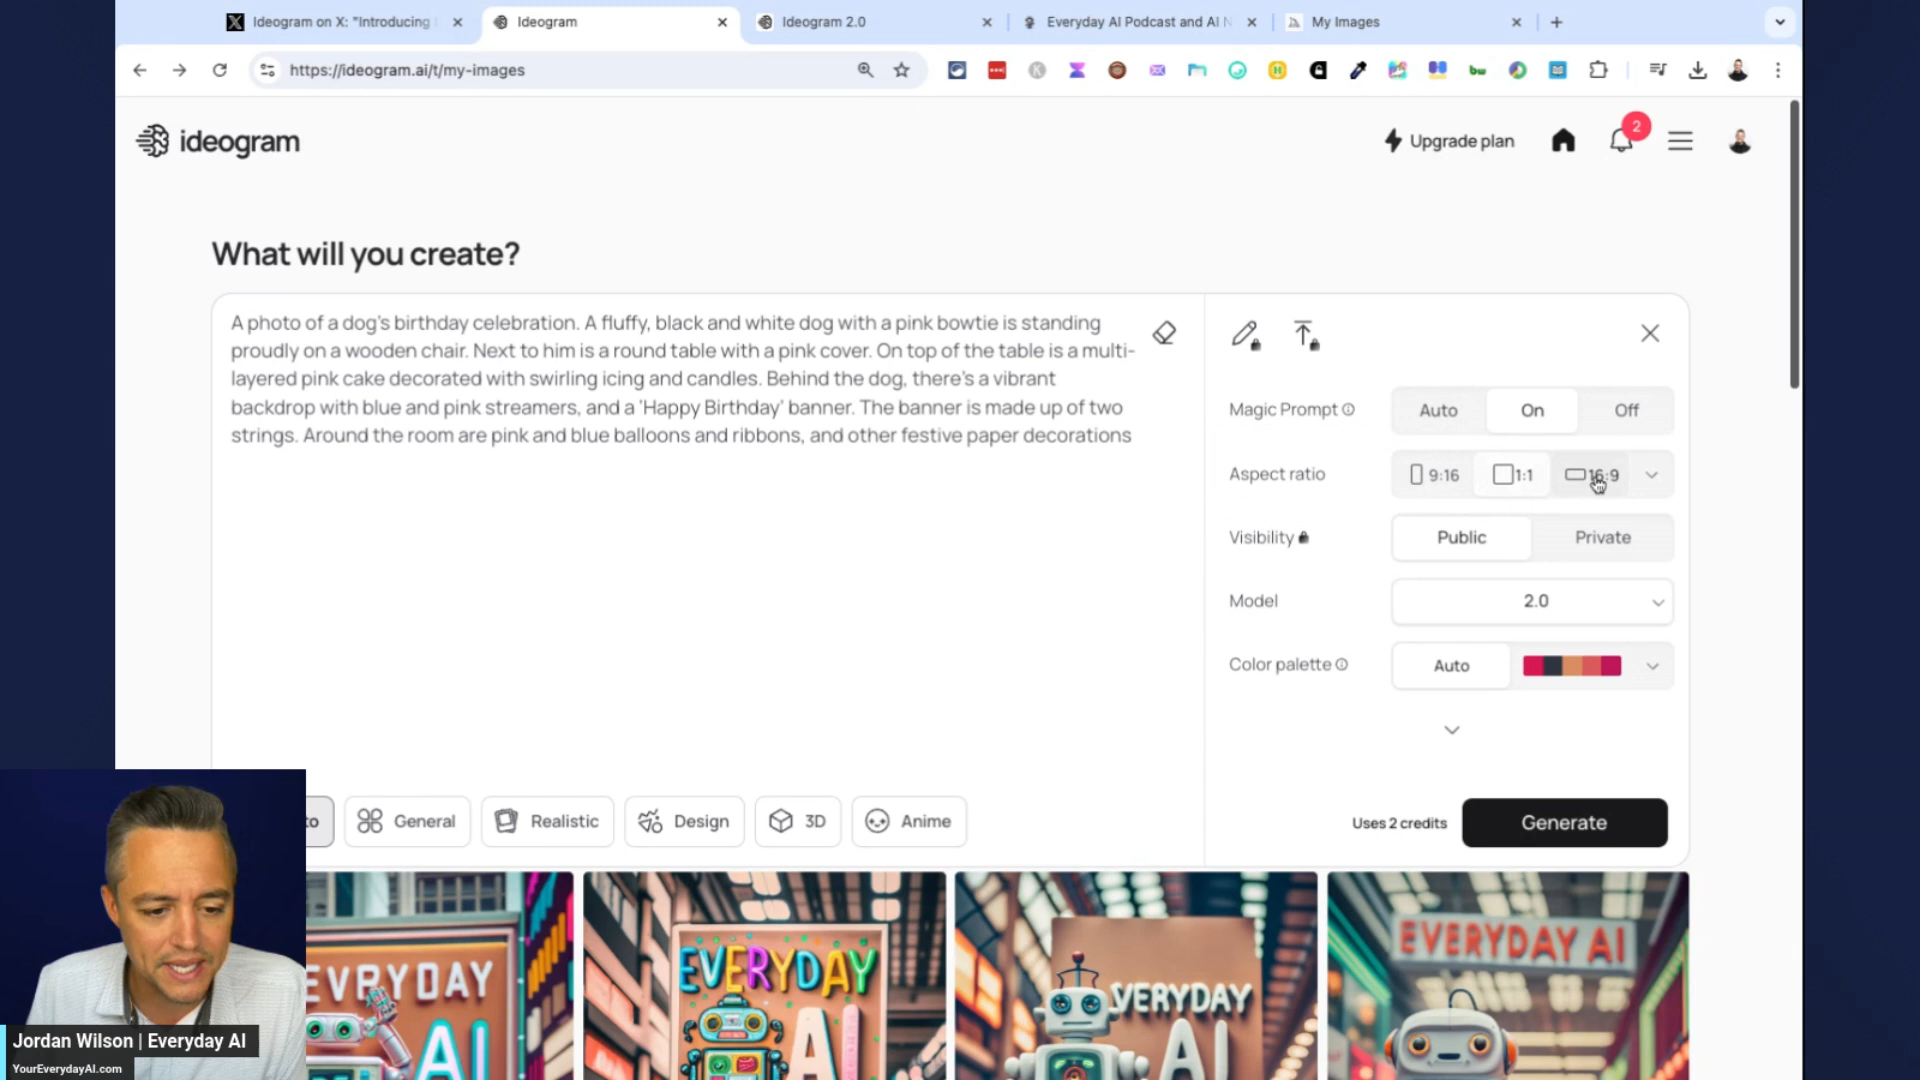 Ideogram on X: "Introducing
Ideogram
Ideogram 2.0
Everyday AI Podcast and AI N
My Images
https://ideogram.ai/t/my-images
ideogram
Upgrade plan
2
What will you create?
A photo of a dog's birthday celebration. A fluffy, black and white dog with a pink bowtie is standing
proudly on a wooden chair. Next to him is a round table with a pink cover. On top of the table is a multi-
layered pink cake decorated with swirling icing and candles. Behind the dog, there's a vibrant
backdrop with blue and pink streamers, and a 'Happy Birthday' banner. The banner is made up of two
strings. Around the room are pink and blue balloons and ribbons, and other festive paper decorations
Magic Prompt
Auto
On
Off
Aspect ratio
9:16
1:1
16:9
Visibility
Public
Private
Model
2.0
Color palette
Auto
to
General
Realistic
Design
3D
Anime
Uses 2 credits
Generate
EVRYDAY
AI
EVERYDAY
AI
VERYDAY
AI
EVERYDAY AI
Jordan Wilson | Everyday AI
YourEverydayAI.com